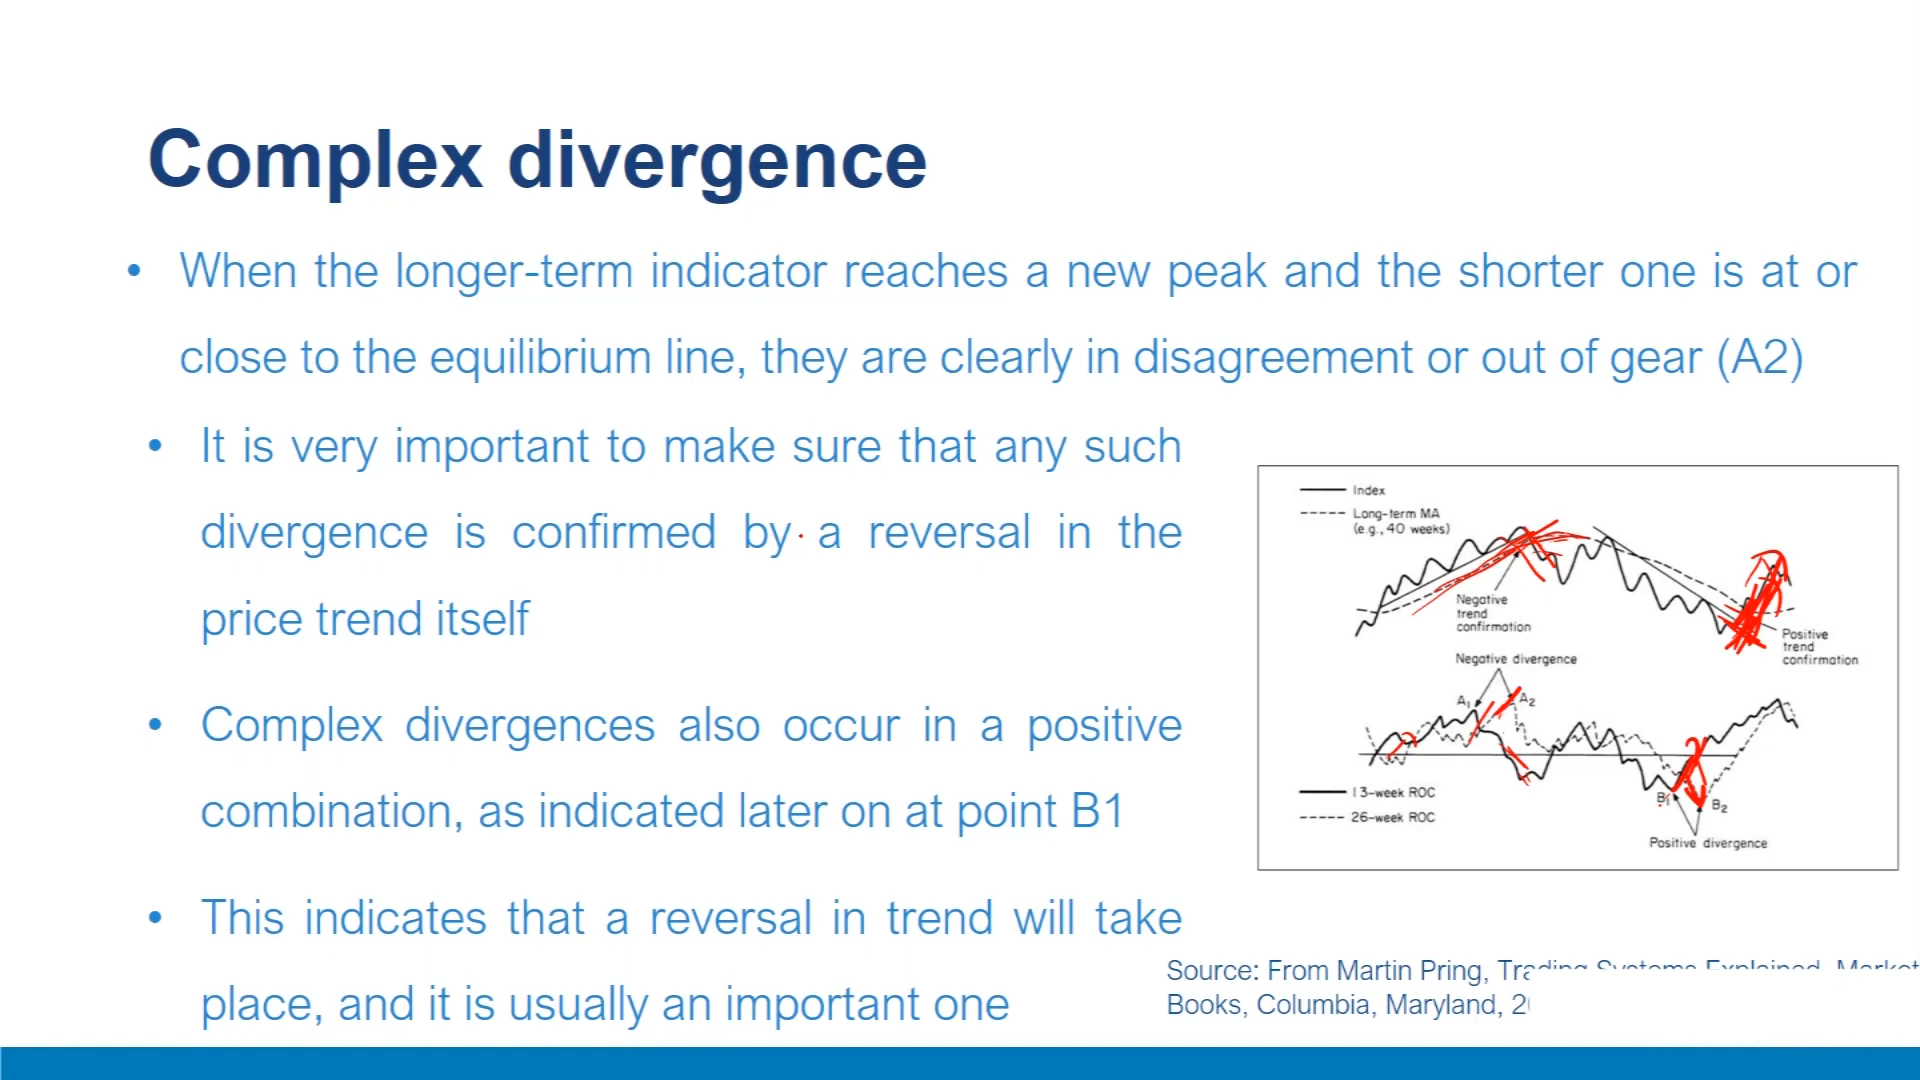 Complex divergence
• When the longer-term indicator reaches a new peak and the shorter one is at or
close to the equilibrium line, they are clearly in disagreement or out of gear (A2)
• It is very important to make sure that any such
divergence is confirmed by a reversal in the
price trend itself
• Complex divergences also occur in a positive
combination, as indicated later on at point B1
• This indicates that a reversal in trend will take
place, and it is usually an important one
Index
Long-term MA
(e.g., 40 weeks)
Negative
trend
confirmation
Positive
trend
confirmation
Negative divergence
A1
A2
13-week ROC
26-week ROC
B1
B2
Positive divergence
Source: From Martin Pring, Trading Systems Explained, Market
Books, Columbia, Maryland,